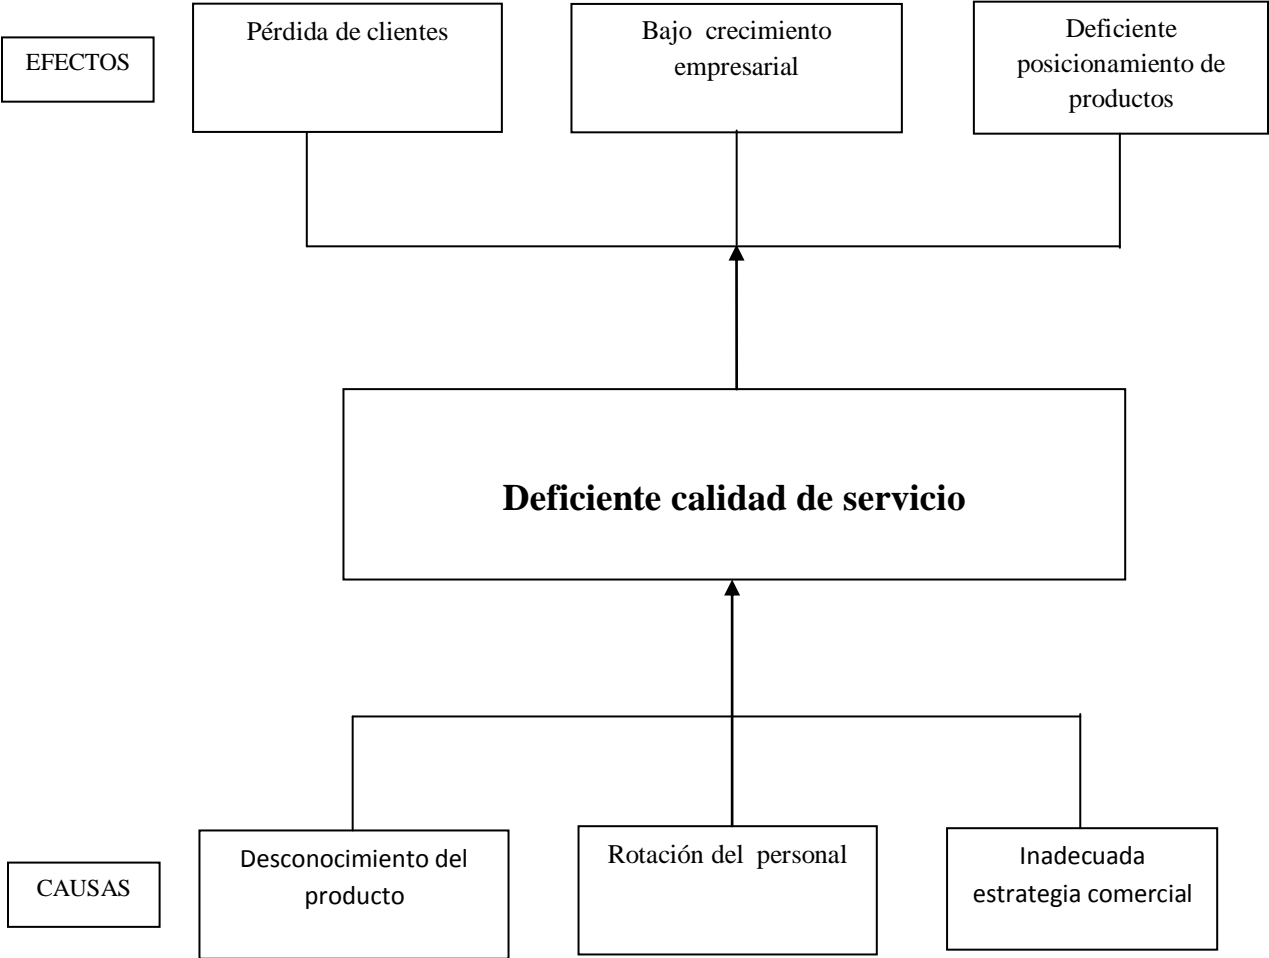 EFECTOS
Pérdida de clientes
Bajo crecimiento
empresarial
Deficiente
posicionamiento de
productos
Deficiente calidad de servicio
CAUSAS
Desconocimiento del
producto
Rotación del personal
Inadecuada
estrategia comercial